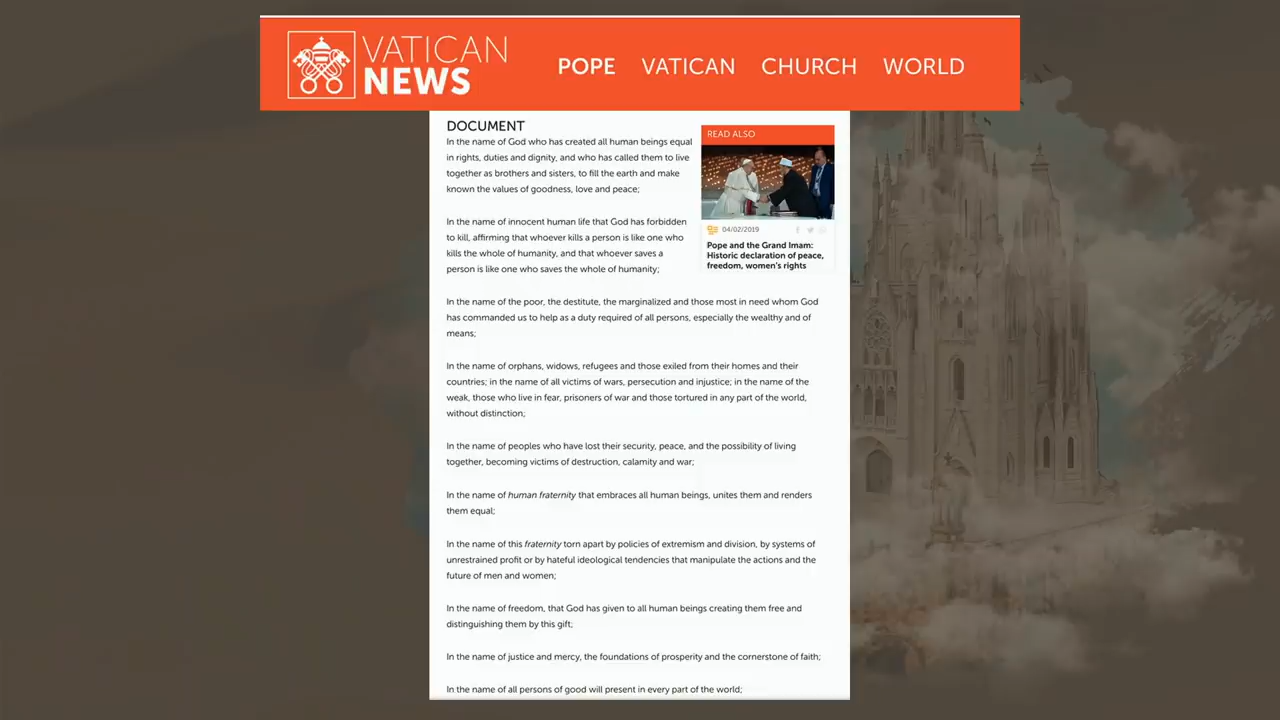 VATICAN
NEWS
POPE VATICAN CHURCH WORLD
DOCUMENT
In the name of God who has created all human beings equal
in rights, duties and dignity, and who has called them to live
together as brothers and sisters, to fill the earth and make
known the values of goodness, love and peace;
In the name of innocent human life that God has forbidden
to kill, affirming that whoever kills a person is like one who
kills the whole of humanity, and that whoever saves a
person is like one who saves the whole of humanity;
READ ALSO
04/02/2019
Pope and the Grand Imam:
Historic declaration of peace,
freedom, women's rights
In the name of the poor, the destitute, the marginalized and those most in need whom God
has commanded us to help as a duty required of all persons, especially the wealthy and of
means;
In the name of orphans, widows, refugees and those exiled from their homes and their
countries; in the name of all victims of wars, persecution and injustice; in the name of the
weak, those who live in fear, prisoners of war and those tortured in any part of the world,
without distinction;
In the name of peoples who have lost their security, peace, and the possibility of living
together, becoming victims of destruction, calamity and war;
In the name of human fraternity that embraces all human beings, unites them and renders
them equal;
In the name of this fraternity torn apart by policies of extremism and division, by systems of
unrestrained profit or by hateful ideological tendencies that manipulate the actions and the
future of men and women;
In the name of freedom, that God has given to all human beings creating them free and
distinguishing them by this gift;
In the name of justice and mercy, the foundations of prosperity and the cornerstone of faith;
In the name of all persons of good will present in every part of the world;